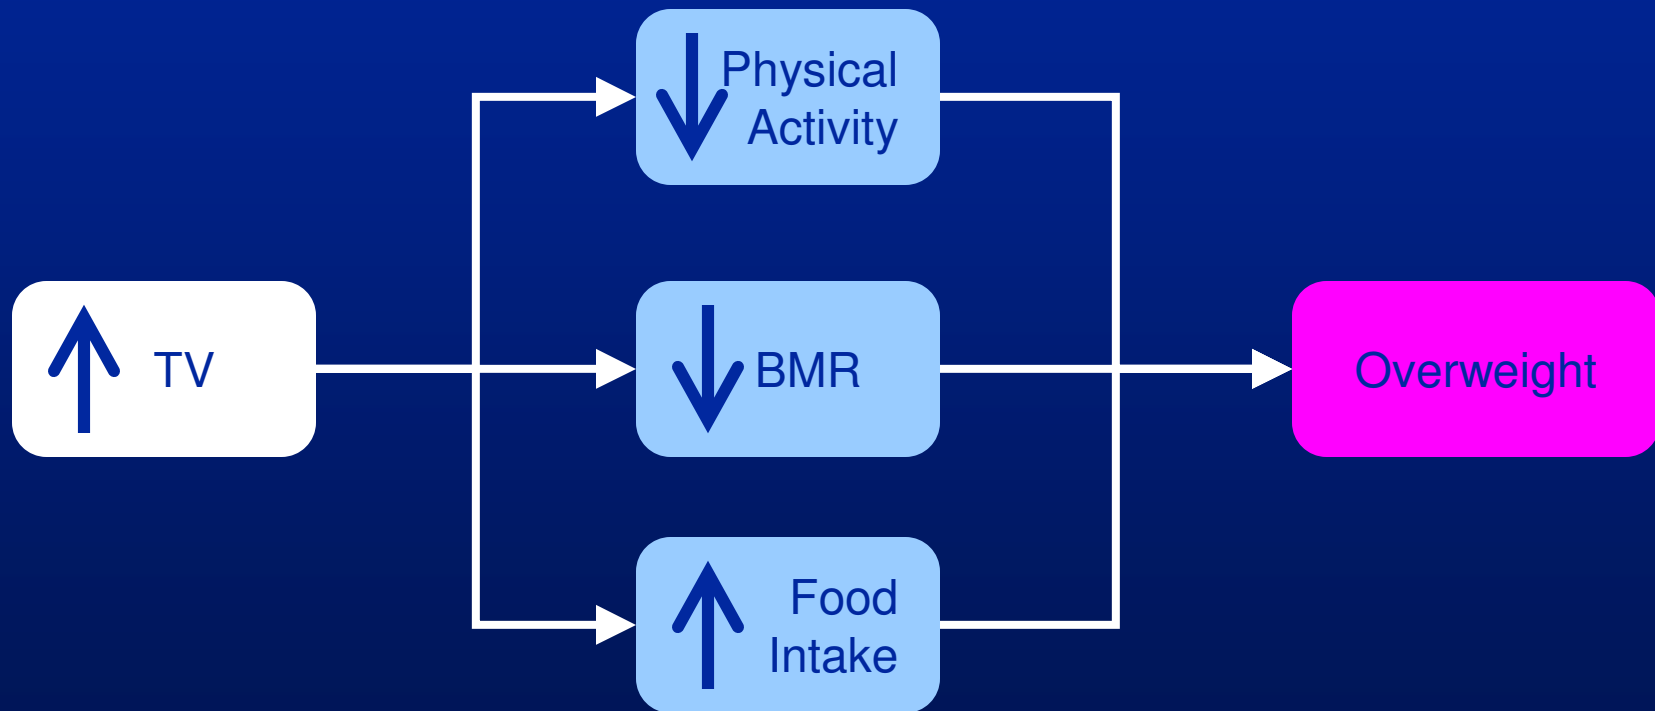 Physical
Activity
TV
BMR
Overweight
Food
Intake